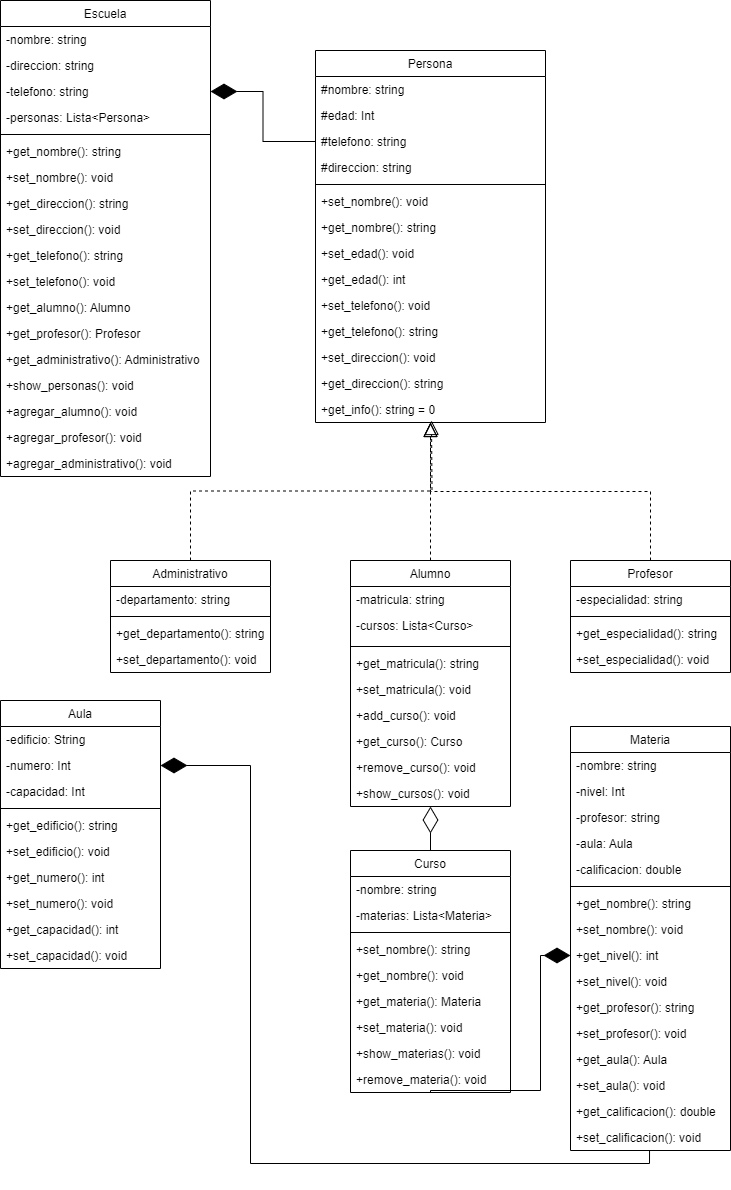 Escuela
-nombre: string
-direccion: string
-telefono: string
-personas: Lista<Persona>
+get_nombre(): string
+set_nombre(): void
+get_direccion(): string
+set_direccion(): void
+get_telefono(): string
+set_telefono(): void
+get_alumno(): Alumno
+get_profesor(): Profesor
+get_administrativo(): Administrativo
+show_personas(): void
+agregar_alumno(): void
+agregar_profesor(): void
+agregar_administrativo(): void
Persona
#nombre: string
#edad: Int
#telefono: string
#direccion: string
+set_nombre(): void
+get_nombre(): string
+set_edad(): void
+get_edad(): int
+set_telefono(): void
+get_telefono(): string
+set_direccion(): void
+get_direccion(): string
+get_info(): string = 0
Administrativo
-departamento: string
+get_departamento(): string
+set_departamento(): void
Alumno
-matricula: string
-cursos: Lista<Curso>
+get_matricula(): string
+set_matricula(): void
+add_curso(): void
+get_curso(): Curso
+remove_curso(): void
+show_cursos(): void
Profesor
-especialidad: string
+get_especialidad(): string
+set_especialidad(): void
Aula
-edificio: String
-numero: Int
-capacidad: Int
+get_edificio(): string
+set_edificio(): void
+get_numero(): int
+set_numero(): void
+get_capacidad(): int
+set_capacidad(): void
Curso
-nombre: string
-materias: Lista<Materia>
+set_nombre(): string
+get_nombre(): void
+get_materia(): Materia
+set_materia(): void
+show_materias(): void
+remove_materia(): void
Materia
-nombre: string
-nivel: Int
-profesor: string
-aula: Aula
-calificacion: double
+get_nombre(): string
+set_nombre(): void
+get_nivel(): int
+set_nivel(): void
+get_profesor(): string
+set_profesor(): void
+get_aula(): Aula
+set_aula(): void
+get_calificacion(): double
+set_calificacion(): void